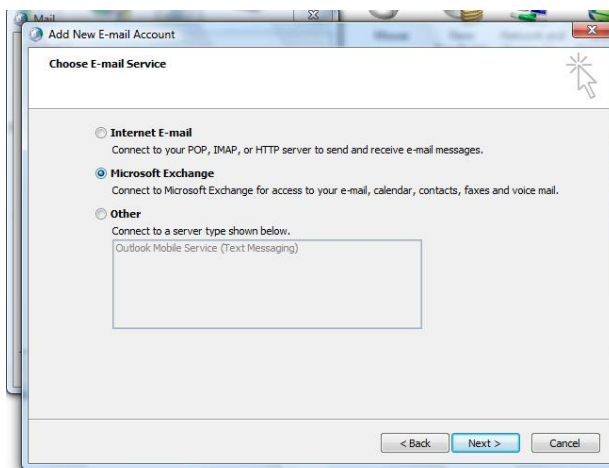 Mail
Add New E-mail Account
Choose E-mail Service
Internet E-mail
Connect to your POP, IMAP, or HTTP server to send and receive e-mail messages.
Microsoft Exchange
Connect to Microsoft Exchange for access to your e-mail, calendar, contacts, faxes and voice mail.
Other
Connect to a server type shown below.
Outlook Mobile Service (Text Messaging)
< Back
Next >
Cancel